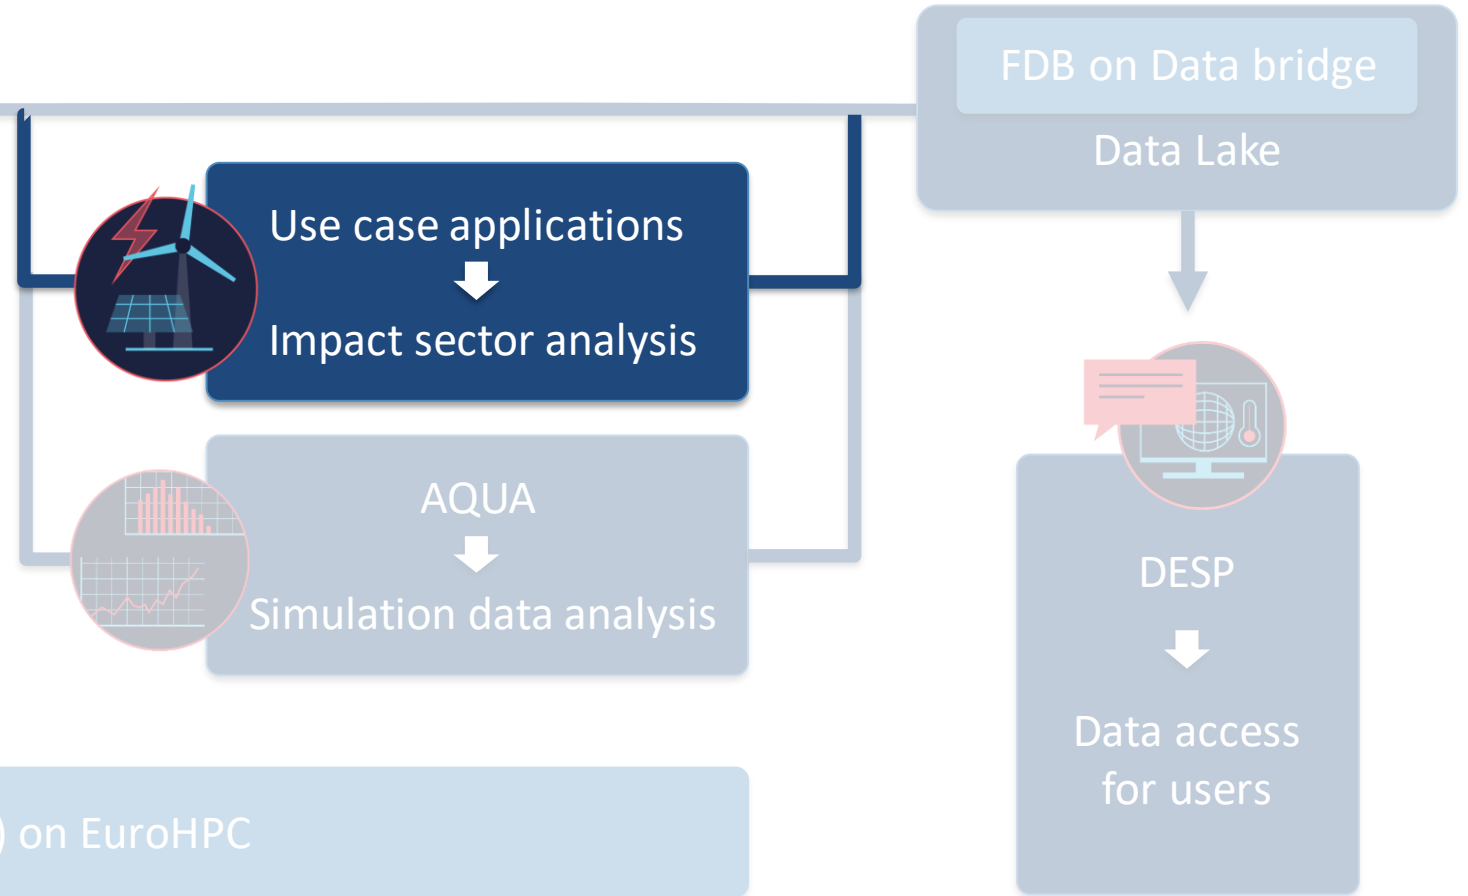 FDB on Data bridge
Data Lake
Use case applications
Impact sector analysis
AQUA
Simulation data analysis
DESP
Data access
for users
) on EuroHPC